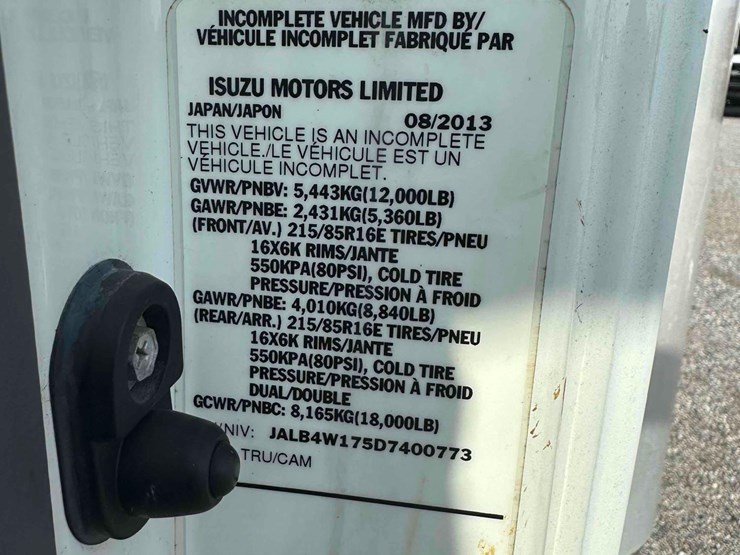 INCOMPLETE VEHICLE MFD BY/
VÉHICULE INCOMPLET FABRIQUÉ PAR
ISUZU MOTORS LIMITED
JAPAN/JAPON 08/2013
THIS VEHICLE IS AN INCOMPLETE
VEHICLE./LE VÉHICULE EST UN
VÉHICULE INCOMPLET.
GVWR/PNBV: 5,443KG(12,000LB)
GAWR/PNBE: 2,431KG(5,360LB)
(FRONT/AV.) 215/85R16E TIRES/PNEU
16X6K RIMS/JANTE
550KPA(80PSI), COLD TIRE
PRESSURE/PRESSION À FROID
GAWR/PNBE: 4,010KG(8,840LB)
(REAR/ARR.) 215/85R16E TIRES/PNEU
16X6K RIMS/JANTE
550KPA(80PSI), COLD TIRE
PRESSURE/PRESSION À FROID
DUAL/DOUBLE
GCWR/PNBC: 8,165KG(18,000LB)
/NIV: JALB4W175D7400773
TRU/CAM